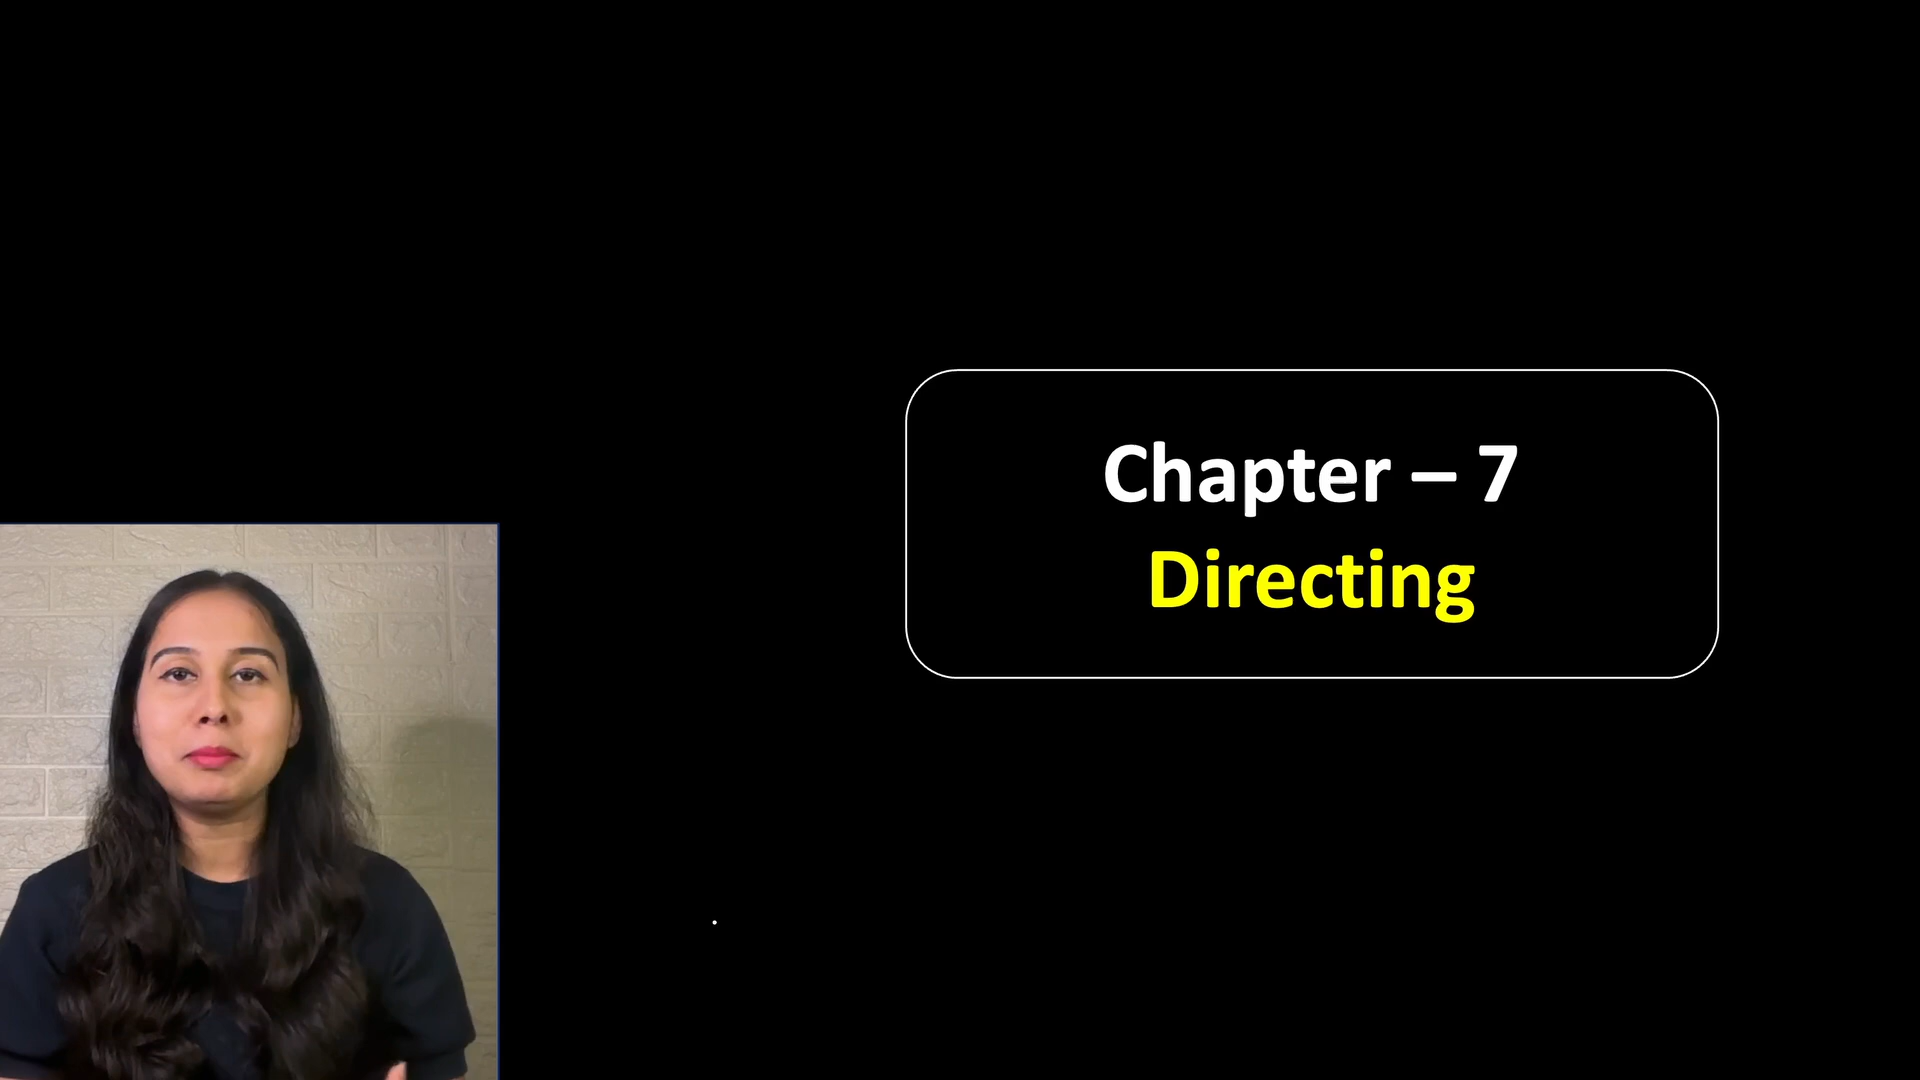 Chapter – 7
Directing